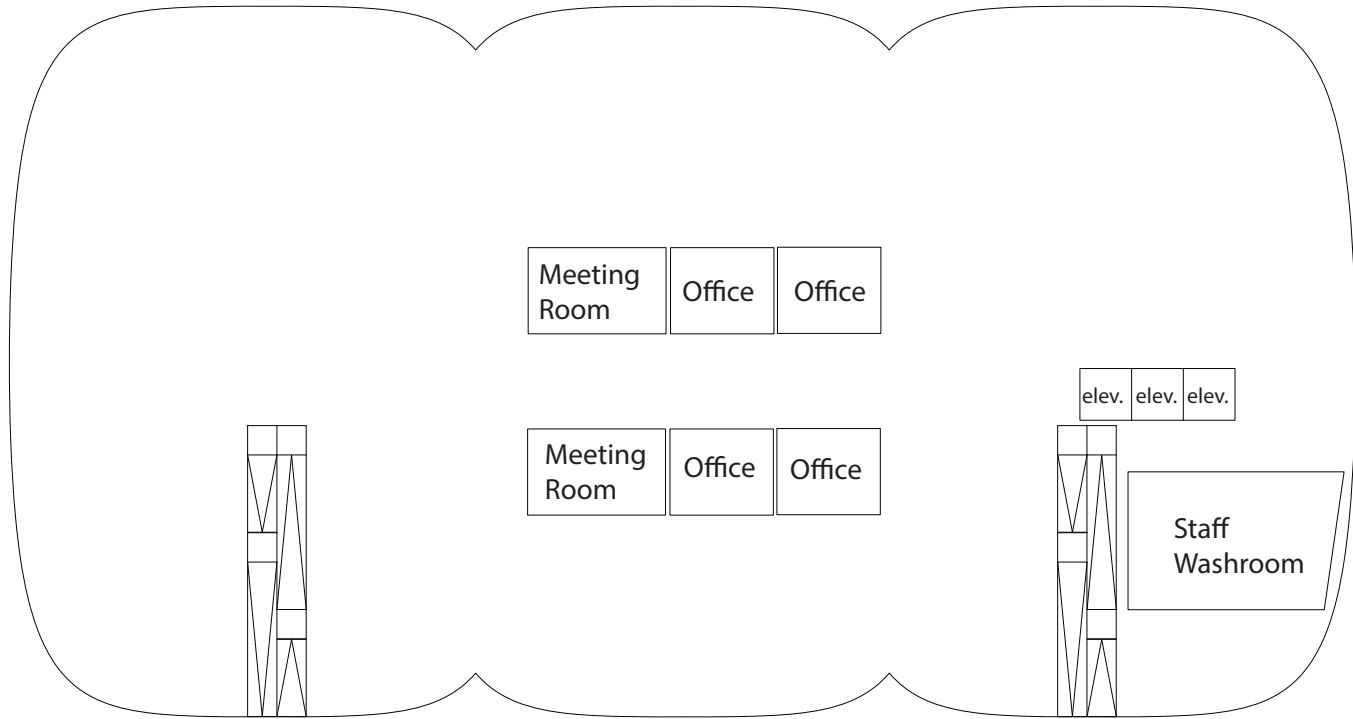 Meeting
Room
Office
Office
elev.
elev.
elev.
Meeting
Room
Office
Office
Staff
Washroom